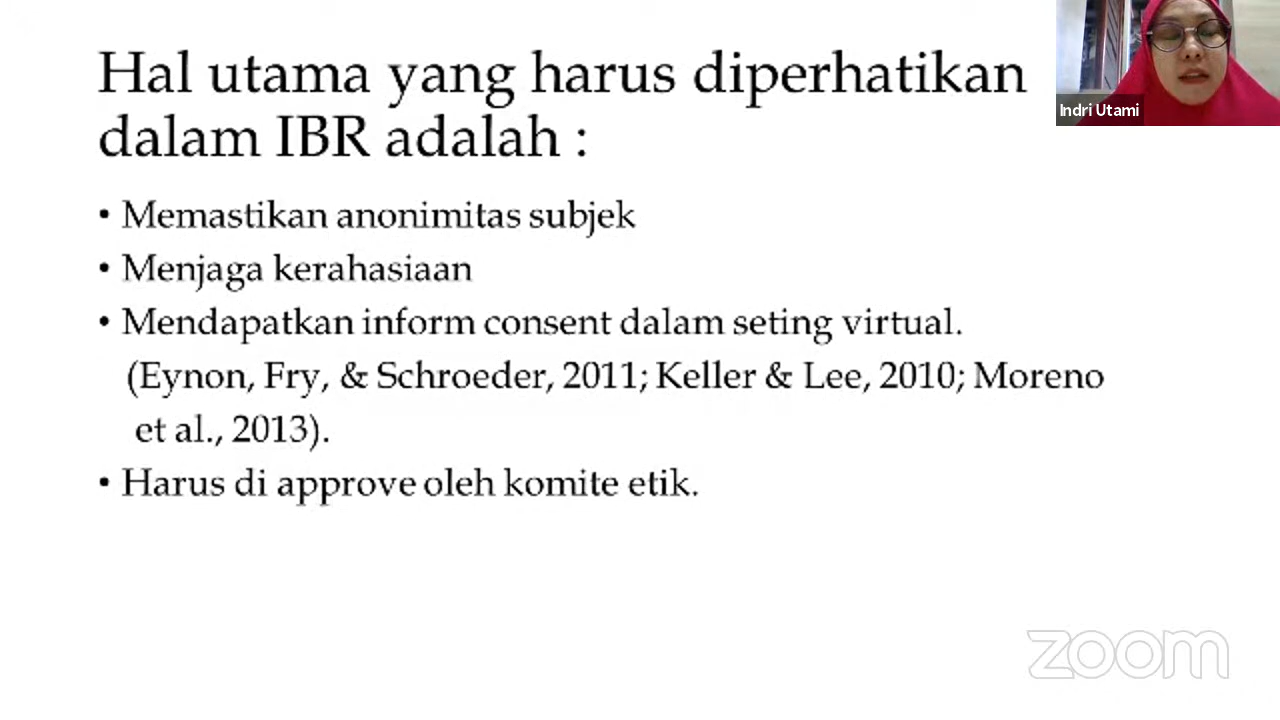 Hal utama yang harus diperhatikan
dalam IBR adalah :
Indri Utami
• Memastikan anonimitas subjek
• Menjaga kerahasiaan
• Mendapatkan inform consent dalam seting virtual.
(Eynon, Fry, & Schroeder, 2011; Keller & Lee, 2010; Moreno
et al., 2013).
• Harus di approve oleh komite etik.
zoom